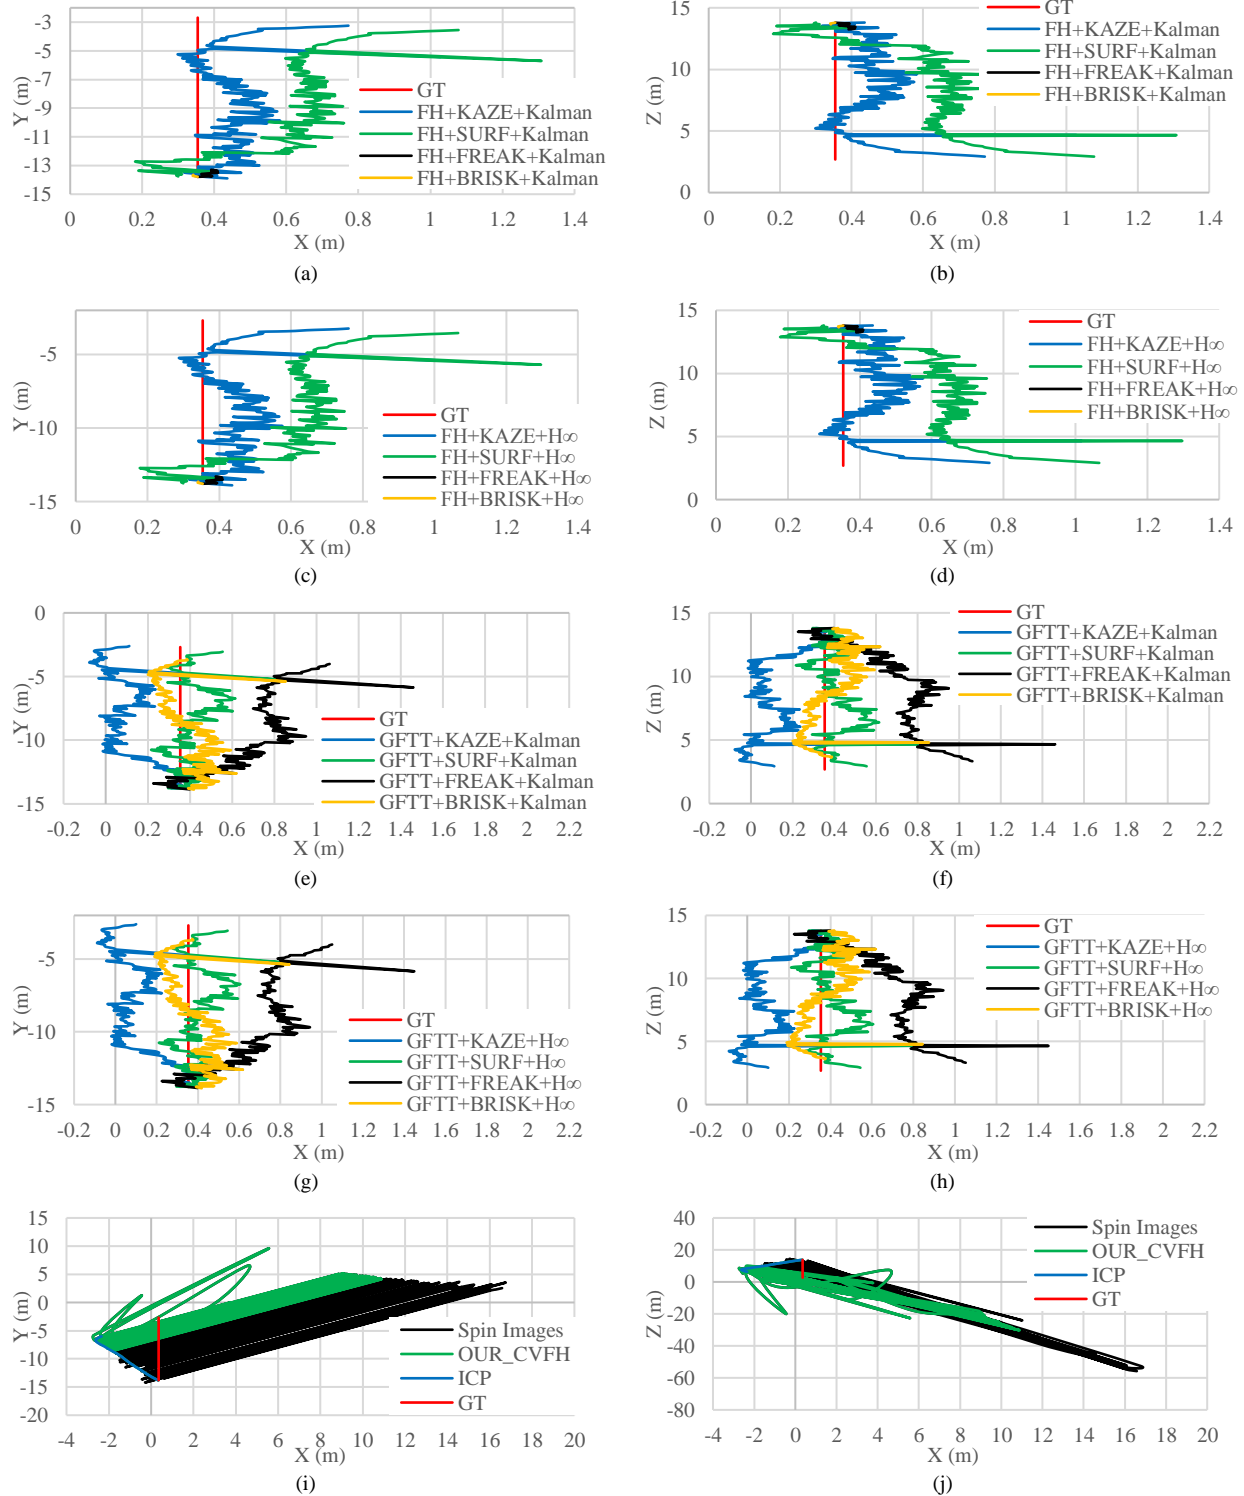 -3
-5
-7
-9
-11
-13
-15
Y (m)
0 0.2 0.4 0.6 0.8 1 1.2 1.4
X (m)
GT
FH+KAZE+Kalman
FH+SURF+Kalman
FH+FREAK+Kalman
FH+BRISK+Kalman
(a)
15
10
5
0
Z (m)
0 0.2 0.4 0.6 0.8 1 1.2 1.4
X (m)
GT
FH+KAZE+Kalman
FH+SURF+Kalman
FH+FREAK+Kalman
FH+BRISK+Kalman
(b)
-5
-10
-15
Y (m)
0 0.2 0.4 0.6 0.8 1 1.2 1.4
X (m)
GT
FH+KAZE+H∞
FH+SURF+H∞
FH+FREAK+H∞
FH+BRISK+H∞
(c)
15
10
5
0
Z (m)
0 0.2 0.4 0.6 0.8 1 1.2 1.4
X (m)
GT
FH+KAZE+H∞
FH+SURF+H∞
FH+FREAK+H∞
FH+BRISK+H∞
(d)
0
-5
-10
-15
Y (m)
-0.2 0 0.2 0.4 0.6 0.8 1 1.2 1.4 1.6 1.8 2 2.2
X (m)
GT
GFTT+KAZE+Kalman
GFTT+SURF+Kalman
GFTT+FREAK+Kalman
GFTT+BRISK+Kalman
(e)
15
10
5
0
Z (m)
-0.2 0 0.2 0.4 0.6 0.8 1 1.2 1.4 1.6 1.8 2 2.2
X (m)
GT
GFTT+KAZE+Kalman
GFTT+SURF+Kalman
GFTT+FREAK+Kalman
GFTT+BRISK+Kalman
(f)
-5
-10
-15
Y (m)
-0.2 0 0.2 0.4 0.6 0.8 1 1.2 1.4 1.6 1.8 2 2.2
X (m)
GT
GFTT+KAZE+H∞
GFTT+SURF+H∞
GFTT+FREAK+H∞
GFTT+BRISK+H∞
(g)
15
10
5
0
Z (m)
-0.2 0 0.2 0.4 0.6 0.8 1 1.2 1.4 1.6 1.8 2 2.2
X (m)
GT
GFTT+KAZE+H∞
GFTT+SURF+H∞
GFTT+FREAK+H∞
GFTT+BRISK+H∞
(h)
15
10
5
0
-5
-10
-15
-20
Y (m)
-4 -2 0 2 4 6 8 10 12 14 16 18 20
X (m)
Spin Images
OUR_CVFH
ICP
GT
(i)
40
20
0
-20
-40
-60
-80
Z (m)
-4 -2 0 2 4 6 8 10 12 14 16 18 20
X (m)
Spin Images
OUR_CVFH
ICP
GT
(j)